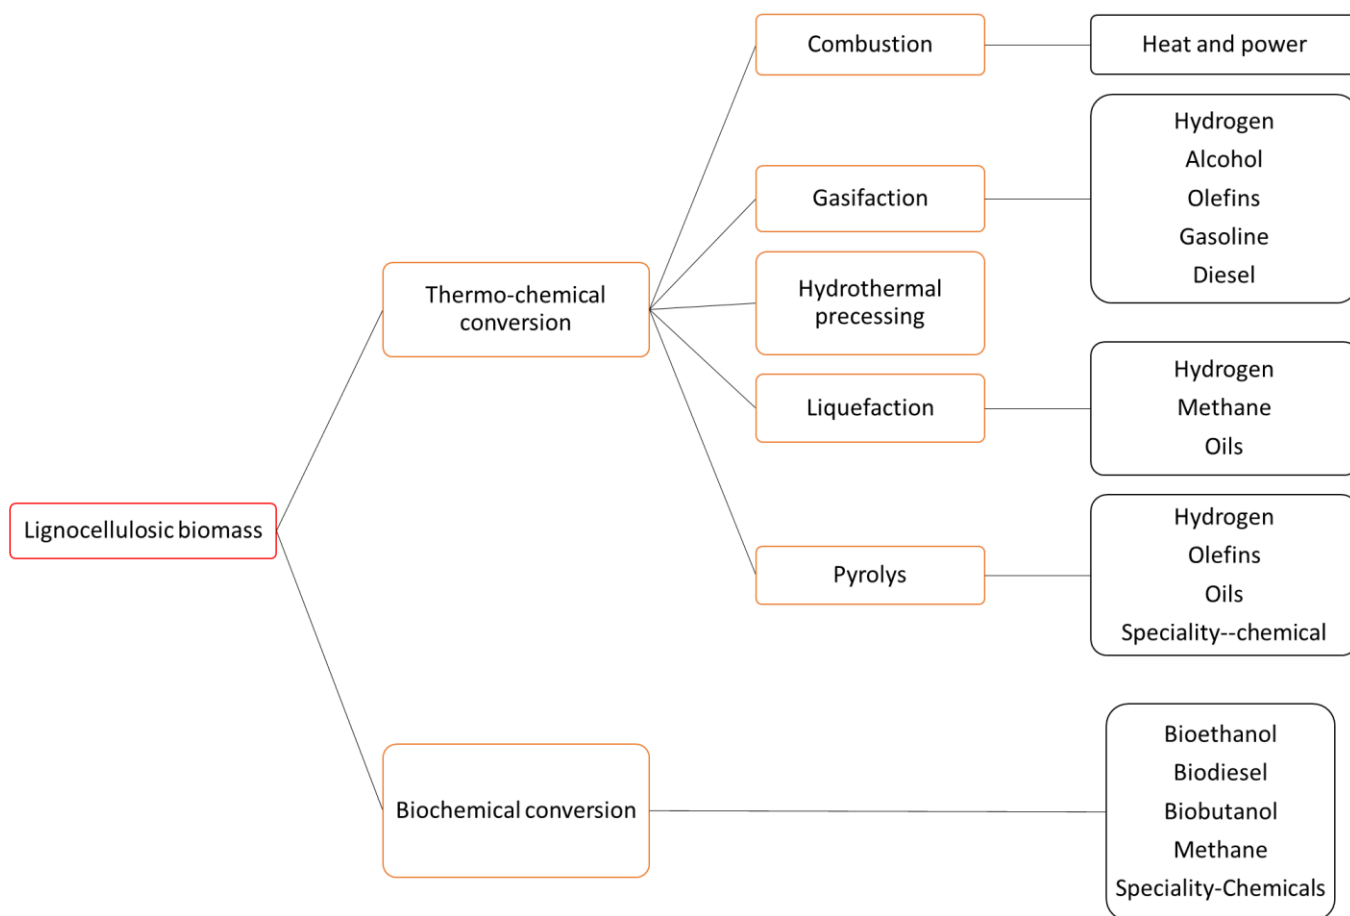 Combustion
Heat and power
Hydrogen
Alcohol
Olefins
Gasoline
Diesel
Gasifaction
Thermo-chemical
conversion
Hydrothermal
precessing
Hydrogen
Methane
Oils
Liquefaction
Lignocellulosic biomass
Hydrogen
Olefins
Oils
Speciality--chemical
Pyrolys
Bioethanol
Biodiesel
Biobutanol
Methane
Speciality-Chemicals
Biochemical conversion